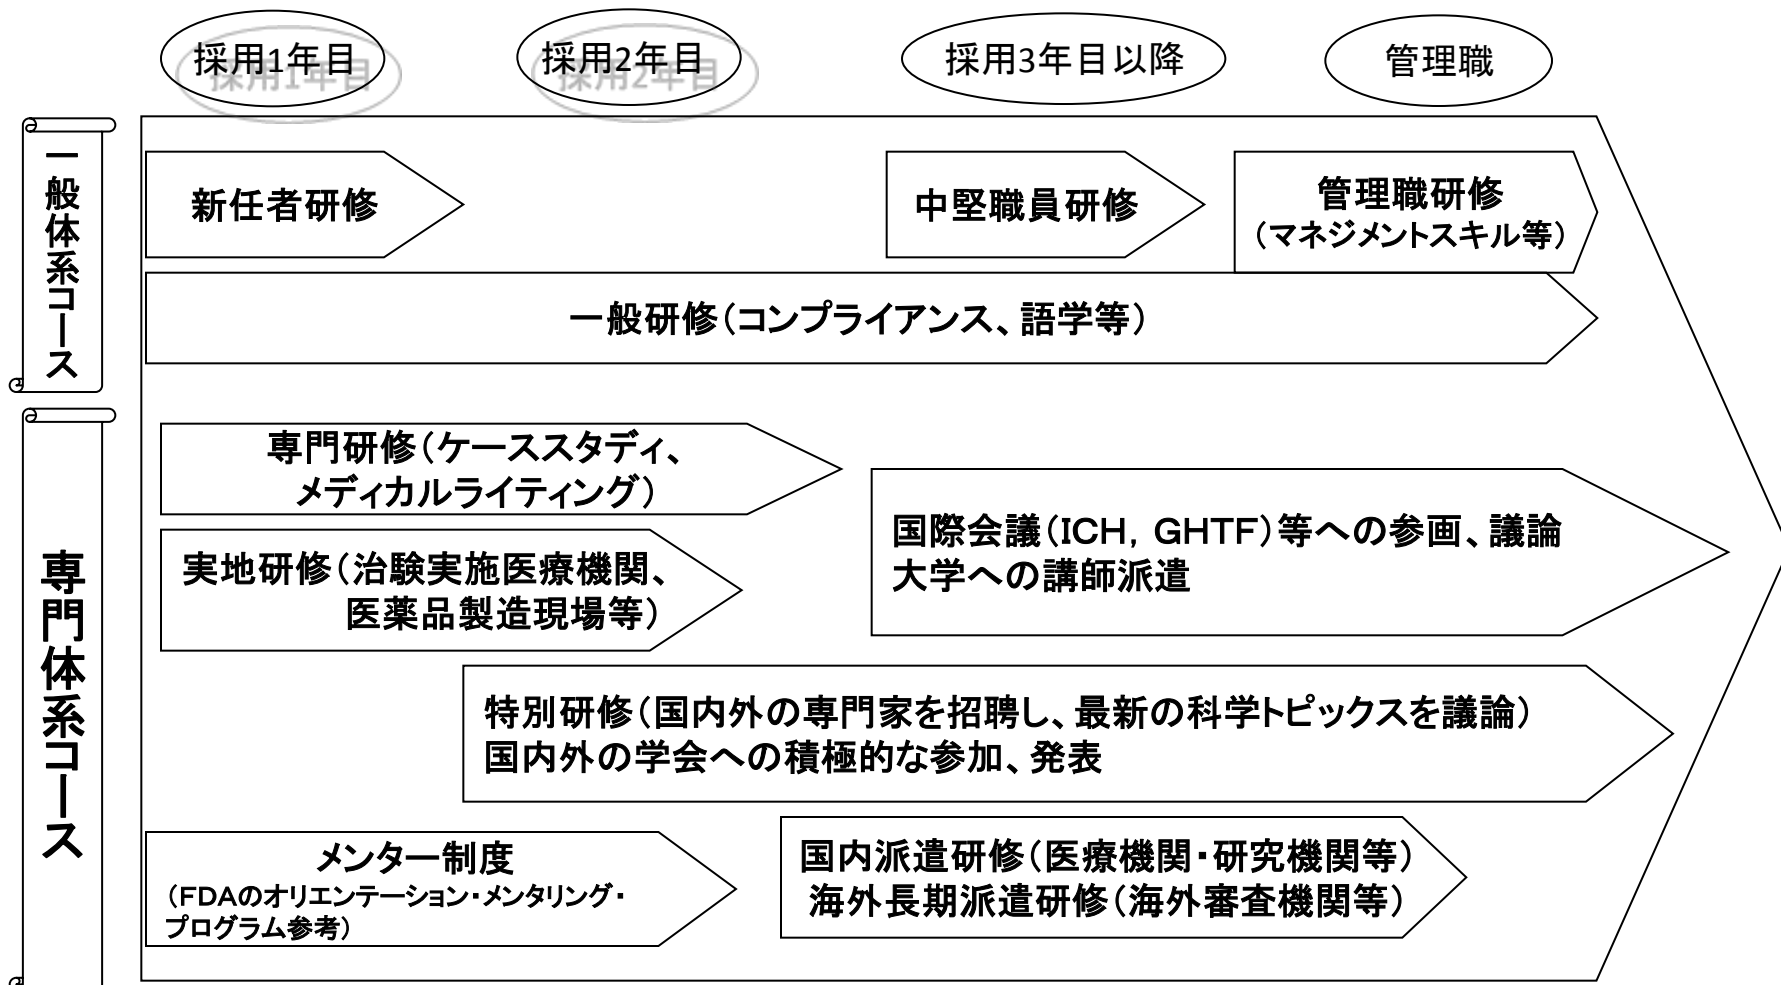 採用1年目
採用2年目
採用3年目以降
管理職
一般体系コース
新任者研修
中堅職員研修
管理職研修
（マネジメントスキル等）
一般研修（コンプライアンス、語学等）
専門体系コース
専門研修（ケーススタディ、
メディカルライティング）
実地研修（治験実施医療機関、
医薬品製造現場等）
国際会議（ICH，GHTF）等への参画、議論
大学への講師派遣
特別研修（国内外の専門家を招聘し、最新の科学トピックスを議論）
国内外の学会への積極的な参加、発表
メンター制度
（FDAのオリエンテーション・メンタリング・
プログラム参考）
国内派遣研修（医療機関・研究機関等）
海外長期派遣研修（海外審査機関等）